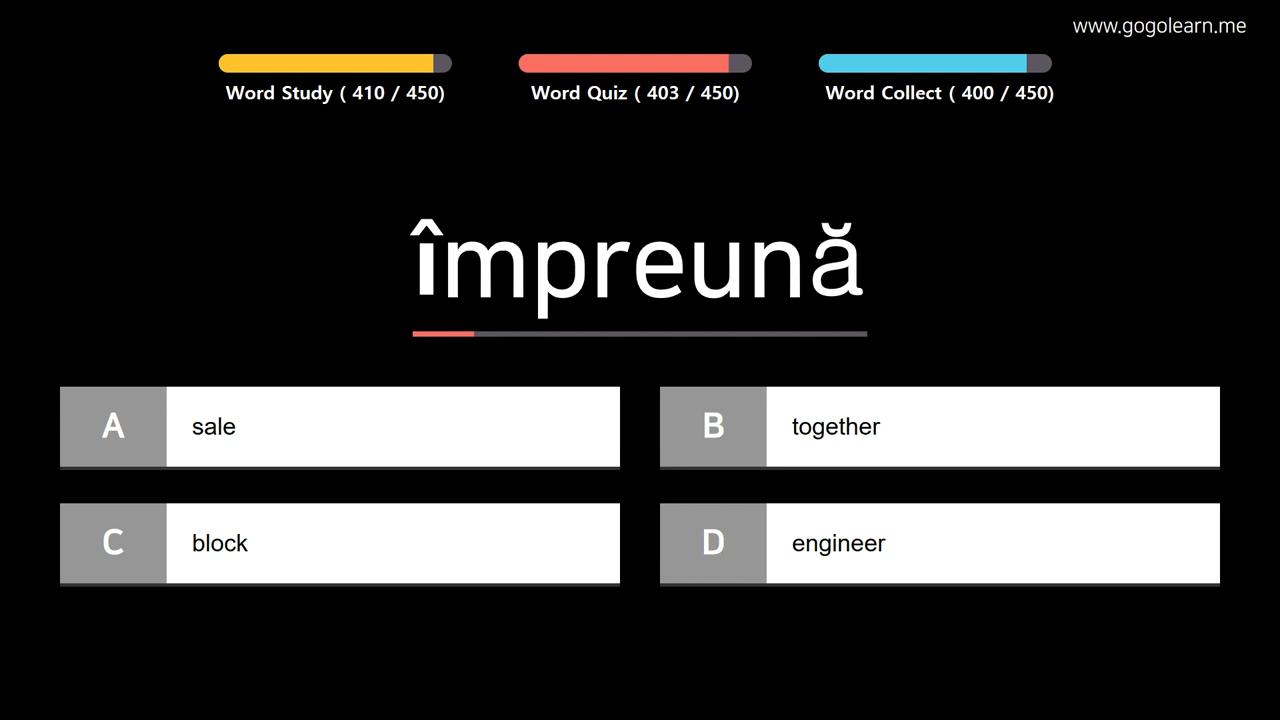 www.gogolearn.me
Word Study ( 410 / 450)
Word Quiz ( 403 / 450)
Word Collect ( 400 / 450)
împreună
A sale
B together
C block
D engineer